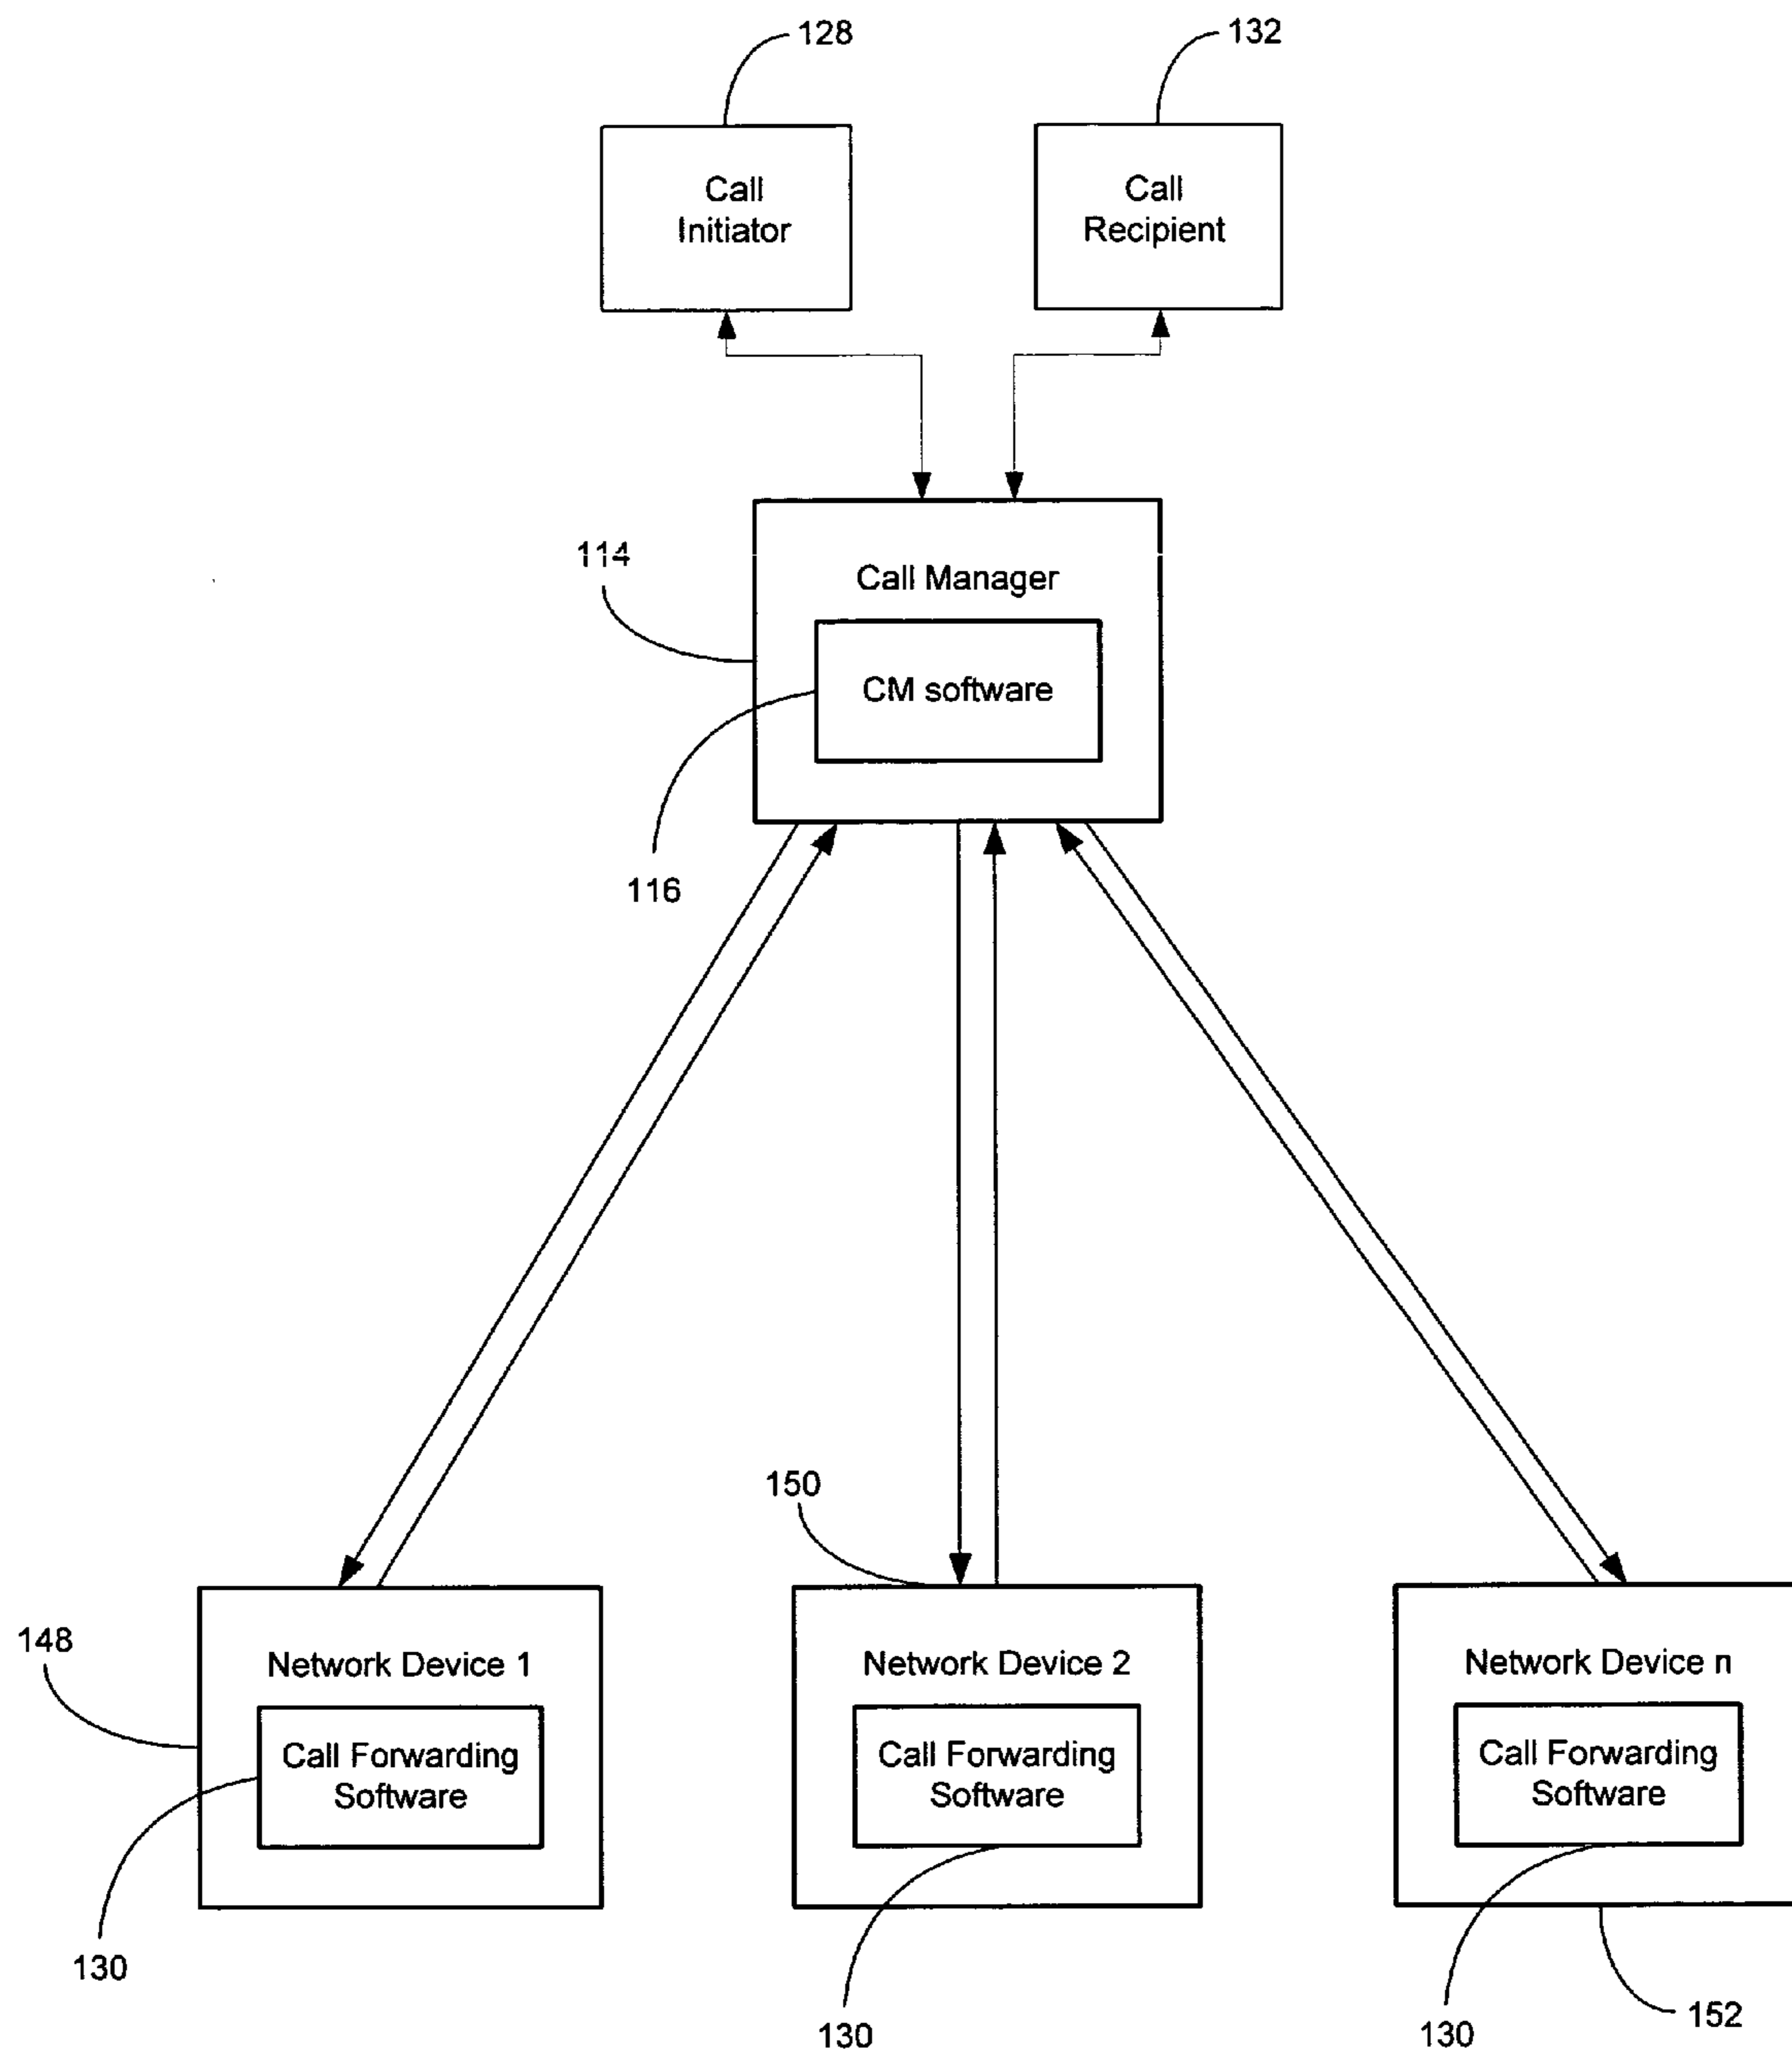 128
132
Call
Initiator
Call
Recipient
114
Call Manager
CM software
116
150
148
Network Device 1
Call Forwarding
Software
Network Device 2
Call Forwarding
Software
Network Device n
Call Forwarding
Software
130
130
130
152